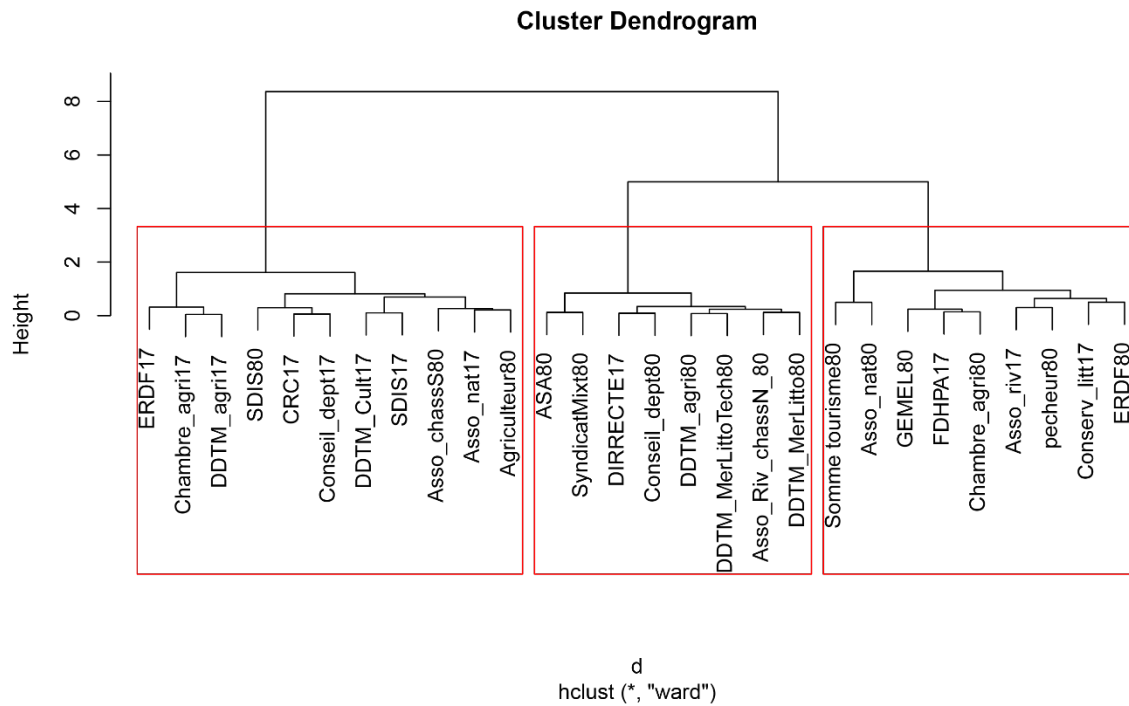 Cluster Dendrogram
Height
8
6
4
2
0
ERDF17
Chambre_agri17
DDTM_agri17
SDIS80
CRC17
Conseil_dept17
DDTM_Cult17
SDIS17
Asso_chassS80
Asso_nat17
Agriculteur80
ASA80
SyndicatMixt80
DIRRECTE17
Conseil_dept80
DDTM_agri80
DDTM_MerLittoTech80
Asso_Riv_chassN_80
DDTM_MerLitto80
Somme tourisme80
Asso_nat80
GEMEL80
FDHPA17
Chambre_agri80
Asso_riv17
pecheur80
Conserv_litt17
ERDF80
d
hclust (*, "ward")